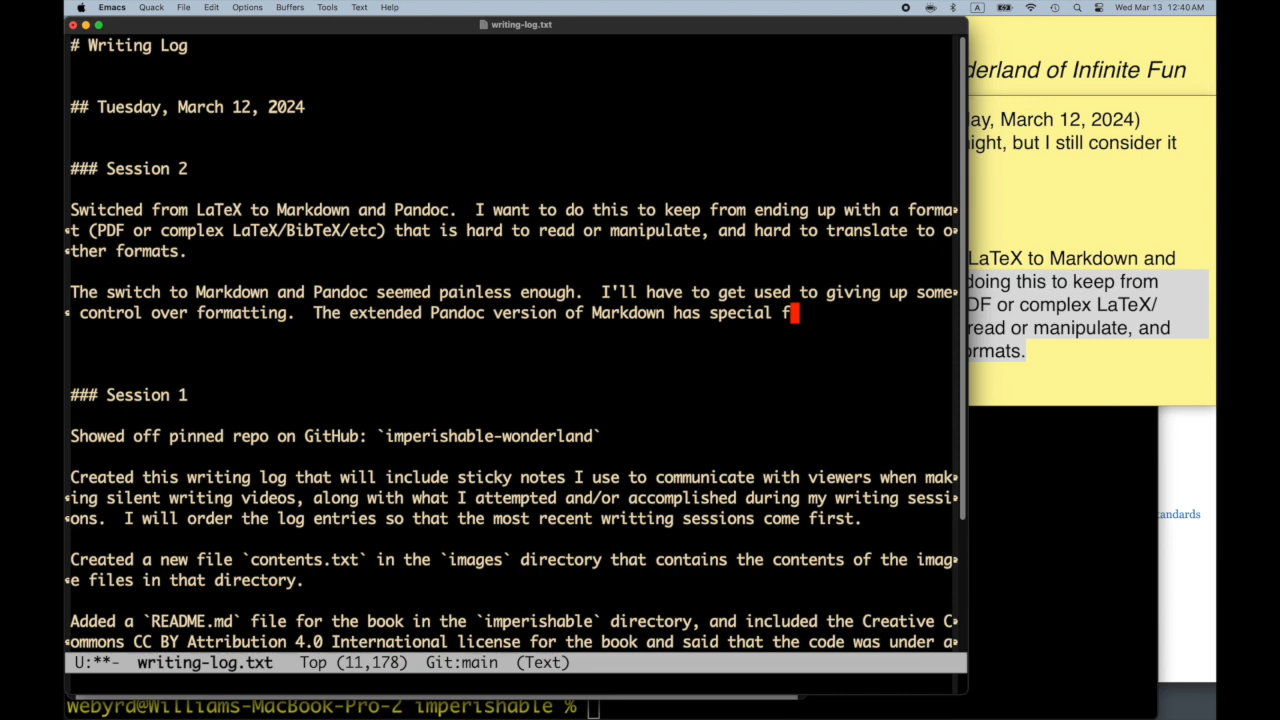 Emacs Quack File Edit Options Buffers Tools Text Help
A
Wed Mar 13 12:40 AM
writing-log.txt
# Writing Log
## Tuesday, March 12, 2024
### Session 2
Switched from LaTeX to Markdown and Pandoc.  I want to do this to keep from ending up with a forma
t (PDF or complex LaTeX/BibTeX/etc) that is hard to read or manipulate, and hard to translate to o
ther formats.
The switch to Markdown and Pandoc seemed painless enough.  I'll have to get used to giving up some
control over formatting.  The extended Pandoc version of Markdown has special f
### Session 1
Showed off pinned repo on GitHub: `imperishable-wonderland`
Created this writing log that will include sticky notes I use to communicate with viewers when mak
ing silent writing videos, along with what I attempted and/or accomplished during my writing sessi
ons.  I will order the log entries so that the most recent writting sessions come first.
Created a new file `contents.txt` in the `images` directory that contains the contents of the imag
e files in that directory.
Added a `README.md` file for the book in the `imperishable` directory, and included the Creative C
ommons CC BY Attribution 4.0 International license for the book and said that the code was under a
U:**-  writing-log.txt   Top (11,178)  Git:main  (Text)
webyrd@Williams-MacBook-Pro-2 imperishable %
derland of Infinite Fun
ay, March 12, 2024)
ight, but I still consider it
LaTeX to Markdown and
doing this to keep from
DF or complex LaTeX/
read or manipulate, and
ormats.
tandards